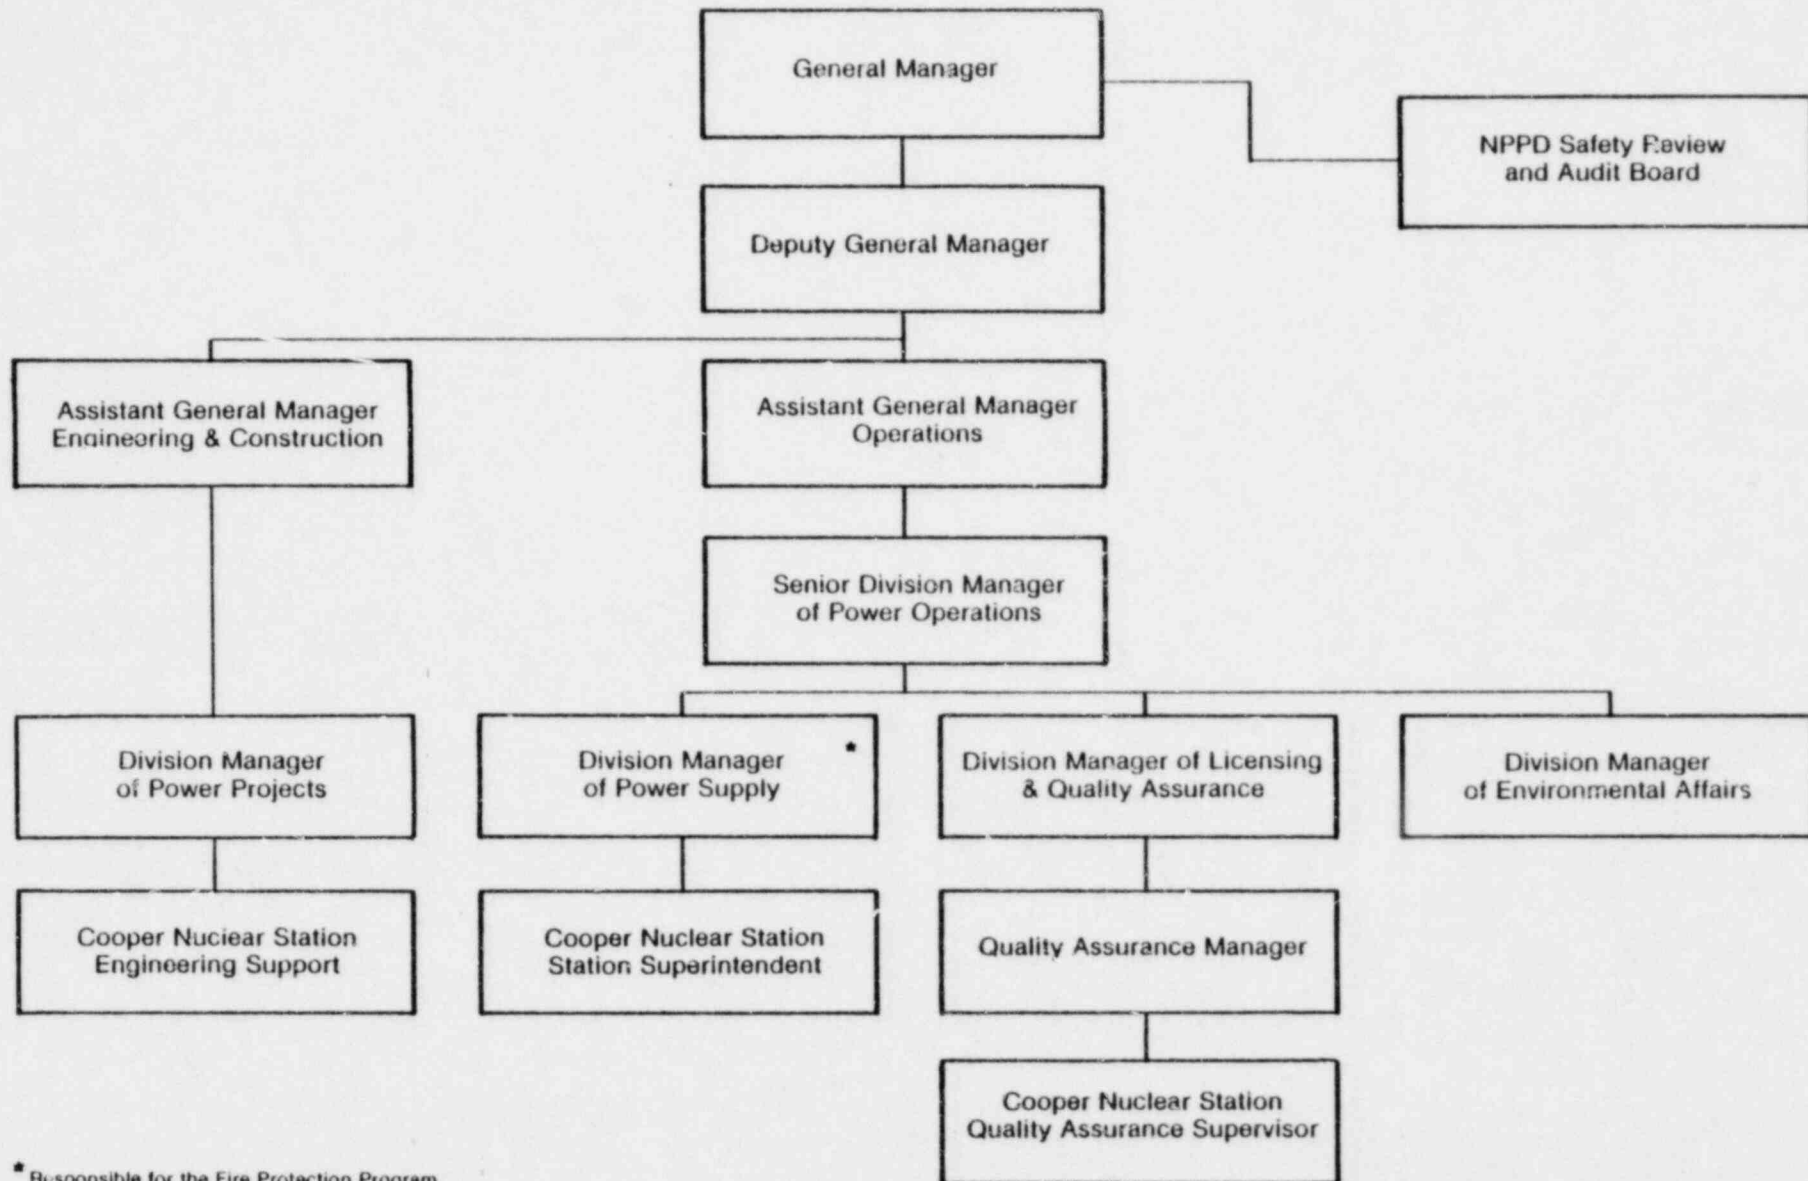 General Manager
NPPD Safety Review
and Audit Board
Deputy General Manager
Assistant General Manager
Engineering & Construction
Assistant General Manager
Operations
Senior Division Manager
of Power Operations
Division Manager
of Power Projects
Division Manager *
of Power Supply
Division Manager of Licensing
& Quality Assurance
Division Manager
of Environmental Affairs
Cooper Nuclear Station
Engineering Support
Cooper Nuclear Station
Station Superintendent
Quality Assurance Manager
Cooper Nuclear Station
Quality Assurance Supervisor
* Responsible for the Fire Protection Program